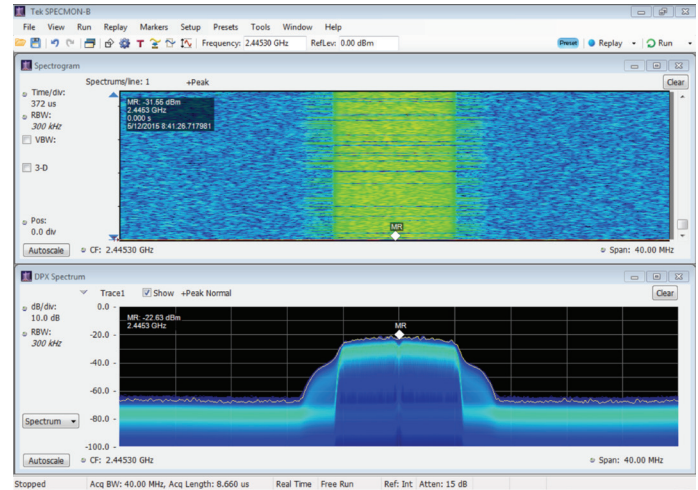 Tek SPECMON-B
File View Run Replay Markers Setup Presets Tools Window Help
T Frequency: 2.44530 GHz RefLev: 0.00 dBm Preset Replay Run
Spectrogram
Spectrums/line: 1 +Peak Clear
Time/div:
372 us
RBW:
300 kHz
VBW:
3-D
Pos:
0.0 div
MR: -31.55 dBm
2.4453 GHz
0.000 s
5/12/2015 8:41:26.717981
MR
Autoscale CF: 2.44530 GHz Span: 40.00 MHz
DPX Spectrum
Trace1 Show +Peak Normal Clear
dB/div:
10.0 dB
RBW:
300 kHz
Spectrum
0.0
-20.0
-40.0
-60.0
-80.0
-100.0
MR: -22.63 dBm
2.4453 GHz
MR
Autoscale CF: 2.44530 GHz Span: 40.00 MHz
Stopped Acq BW: 40.00 MHz, Acq Length: 8.660 us Real Time Free Run Ref: Int Atten: 15 dB